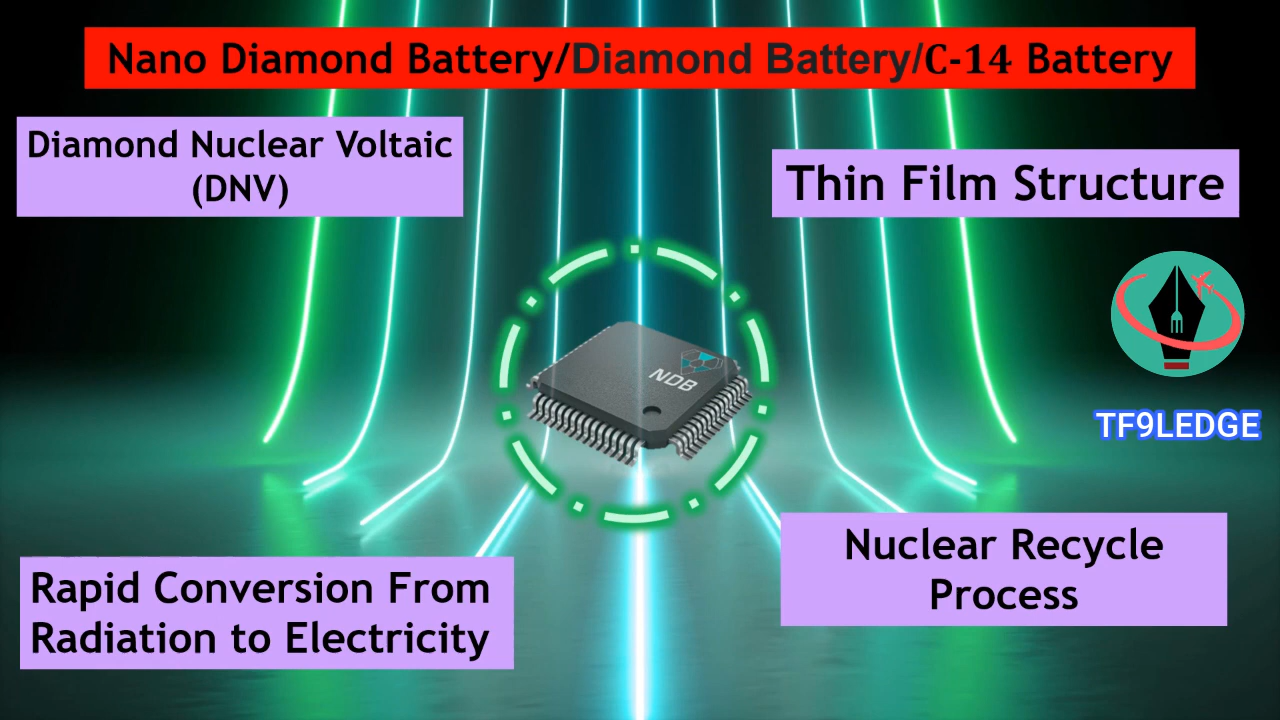 Nano Diamond Battery/Diamond Battery/C-14 Battery
Diamond Nuclear Voltaic
(DNV)
Thin Film Structure
NDB
TF9LEDGE
Nuclear Recycle
Process
Rapid Conversion From
Radiation to Electricity